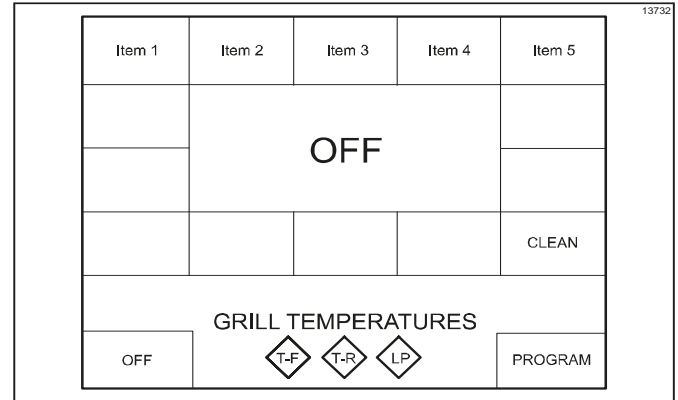 13732
Item 1 Item 2 Item 3 Item 4 Item 5
OFF
CLEAN
GRILL TEMPERATURES
OFF T-F T-R LP PROGRAM